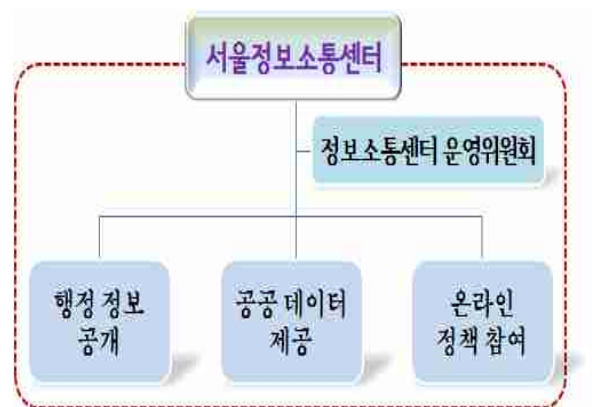 서울정보소통센터
정보소통센터 운영위원회
행정 정보
공개
공공 데이터
제공
온라인
정책 참여